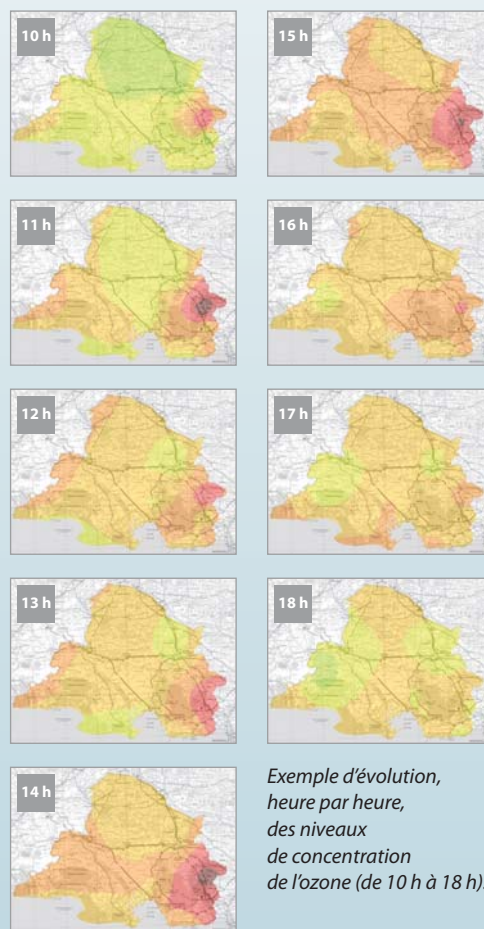 10 h
11 h
12 h
13 h
14 h
15 h
16 h
17 h
18 h
Exemple d'évolution,
heure par heure,
des niveaux
de concentration
de l'ozone (de 10 h à 18 h).